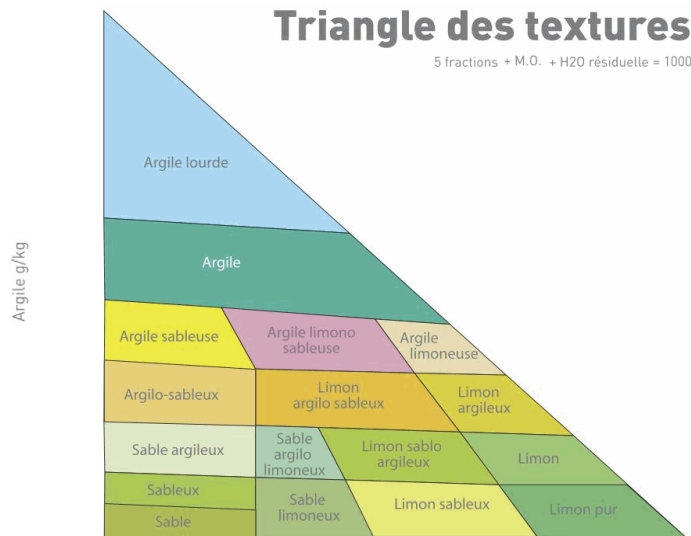 Triangle des textures
5 fractions + M.O. + H2O résiduelle = 1000
Argile g/kg
Argile lourde
Argile
Argile sableuse
Argile limono
sableuse
Argile
limoneuse
Argilo-sableux
Limon
argilo sableux
Limon
argileux
Sable argileux
Sable
argilo
limoneux
Limon sablo
argileux
Limon
Sableux
Sable
Sable
limoneux
Limon sableux
Limon pur